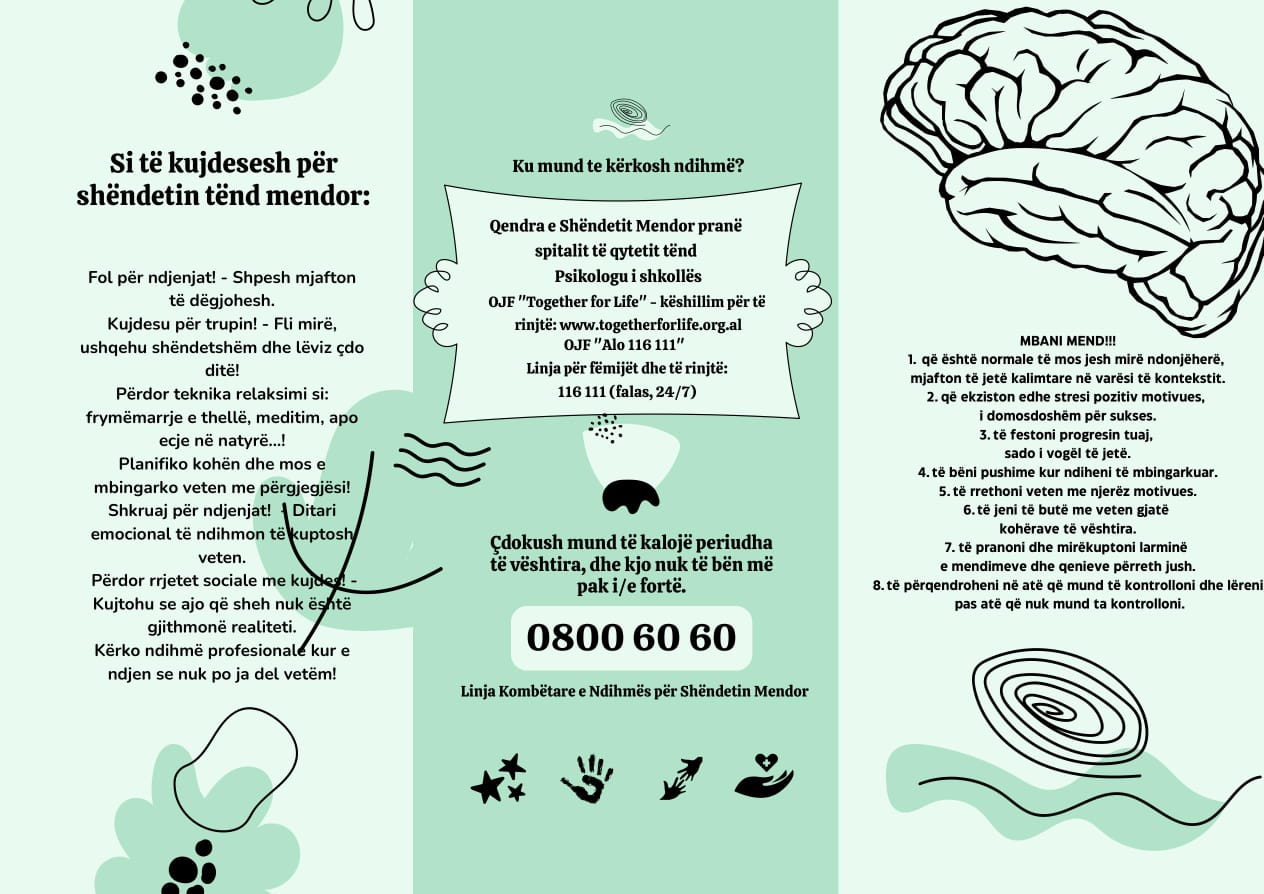 Si të kujdesesh për
shëndetin tënd mendor:
Fol për ndjenjat! - Shpesh mjafton
të dëgjohesh.
Kujdesu për trupin! - Fli mirë,
ushqehu shëndetshëm dhe lëviz çdo
ditë!
Përdor teknika relaksimi si:
frymëmarrje e thellë, meditim, apo
ecje në natyrë...!
Planifiko kohën dhe mos e
mbingarko veten me përgjegjësi!
Shkruaj për ndjenjat! - Ditari
emocional të ndihmon të kuptosh
veten.
Përdor rrjetet sociale me kujdes! -
Kujtohu se ajo që sheh nuk është
gjithmonë realiteti.
Kërko ndihmë profesionale kur e
ndjen se nuk po ja del vetëm!
Ku mund te kërkosh ndihmë?
Qendra e Shëndetit Mendor pranë
spitalit të qytetit tënd
Psikologu i shkollës
OJF "Together for Life" - këshillim për të
rinjtë: www.togetherforlife.org.al
OJF "Alo 116 111"
Linja për fëmijët dhe të rinjtë:
116 111 (falas, 24/7)
Çdokush mund të kalojë periudha
të vështira, dhe kjo nuk të bën më
pak i/e fortë.
0800 60 60
Linja Kombëtare e Ndihmës për Shëndetin Mendor
MBANI MEND!!!
1. që është normale të mos jesh mirë ndonjëherë,
mjafton të jetë kalimtare në varësi të kontekstit.
2. që ekziston edhe stresi pozitiv motivues,
i domosdoshëm për sukses.
3. të festoni progresin tuaj,
sado i vogël të jetë.
4. të bëni pushime kur ndiheni të mbingarkuar.
5. të rrethoni veten me njerëz motivues.
6. të jeni të butë me veten gjatë
kohërave të vështira.
7. të pranoni dhe mirëkuptoni larminë
e mendimeve dhe qenieve përreth jush.
8. të përqendroheni në atë që mund të kontrolloni dhe lëreni
pas atë që nuk mund ta kontrolloni.